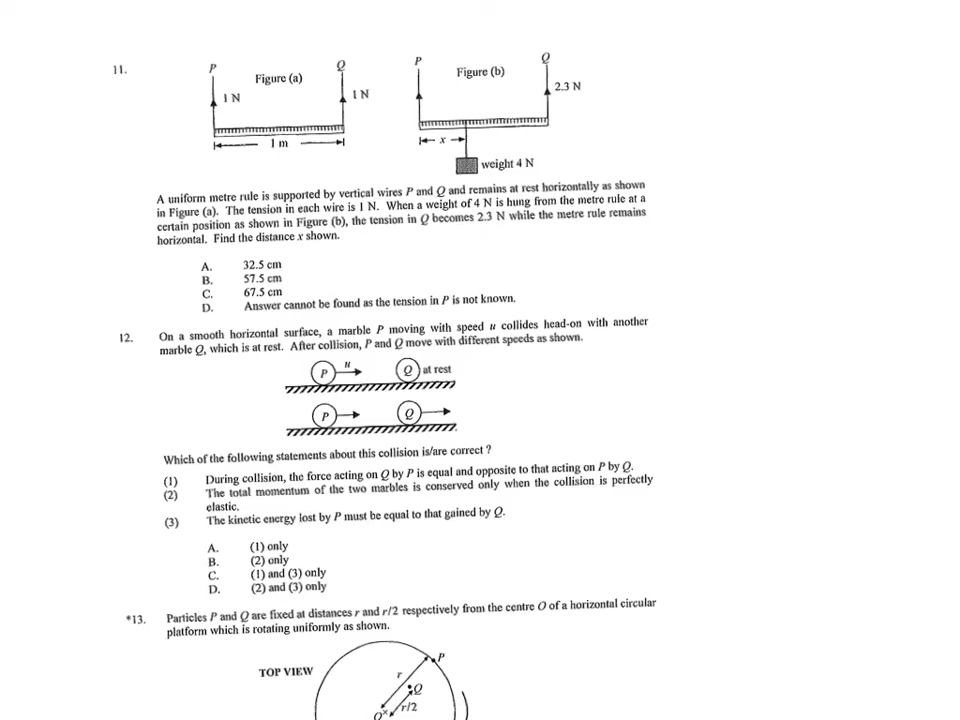 11.
P
Figure (a)
Q
1 N
1 N
1 m
P
Figure (b)
Q
2.3 N
x
weight 4 N
A uniform metre rule is supported by vertical wires P and Q and remains at rest horizontally as shown
in Figure (a). The tension in each wire is 1 N. When a weight of 4 N is hung from the metre rule at a
certain position as shown in Figure (b), the tension in Q becomes 2.3 N while the metre rule remains
horizontal. Find the distance x shown.
A. 32.5 cm
B. 57.5 cm
C. 67.5 cm
D. Answer cannot be found as the tension in P is not known.
12. On a smooth horizontal surface, a marble P moving with speed u collides head-on with another
marble Q, which is at rest. After collision, P and Q move with different speeds as shown.
P u Q at rest
P Q
Which of the following statements about this collision is/are correct ?
(1) During collision, the force acting on Q by P is equal and opposite to that acting on P by Q.
(2) The total momentum of the two marbles is conserved only when the collision is perfectly
elastic.
(3) The kinetic energy lost by P must be equal to that gained by Q.
A. (1) only
B. (2) only
C. (1) and (3) only
D. (2) and (3) only
*13. Particles P and Q are fixed at distances r and r/2 respectively from the centre O of a horizontal circular
platform which is rotating uniformly as shown.
TOP VIEW
P
r
Q
r/2
O